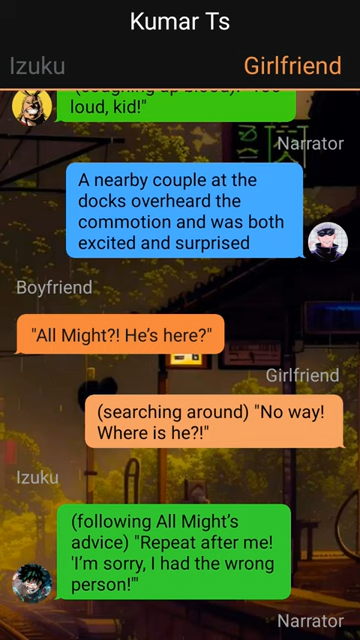 Kumar Ts
Izuku
Girlfriend
loud, kid!"
Narrator
A nearby couple at the
docks overheard the
commotion and was both
excited and surprised
Boyfriend
"All Might?! He's here?"
Girlfriend
(searching around) "No way!
Where is he?!"
Izuku
(following All Might's
advice) "Repeat after me!
'I'm sorry, I had the wrong
person!'"
Narrator